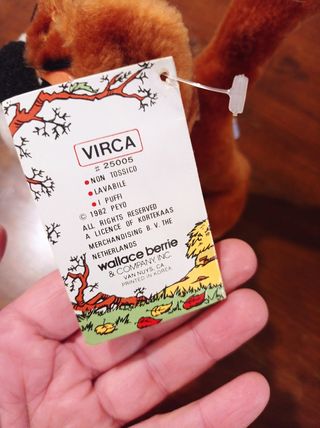 VIRCA
# 25005
• NON TOSSICO
• LAVABILE
• I PUFFI
© 1982 PEYO
ALL RIGHTS RESERVED
A LICENCE OF KORTEKAAS
MERCHANDISING B.V. THE
NETHERLANDS
wallace berrie
& COMPANY INC.
VAN NUYS, CA
PRINTED IN KOREA